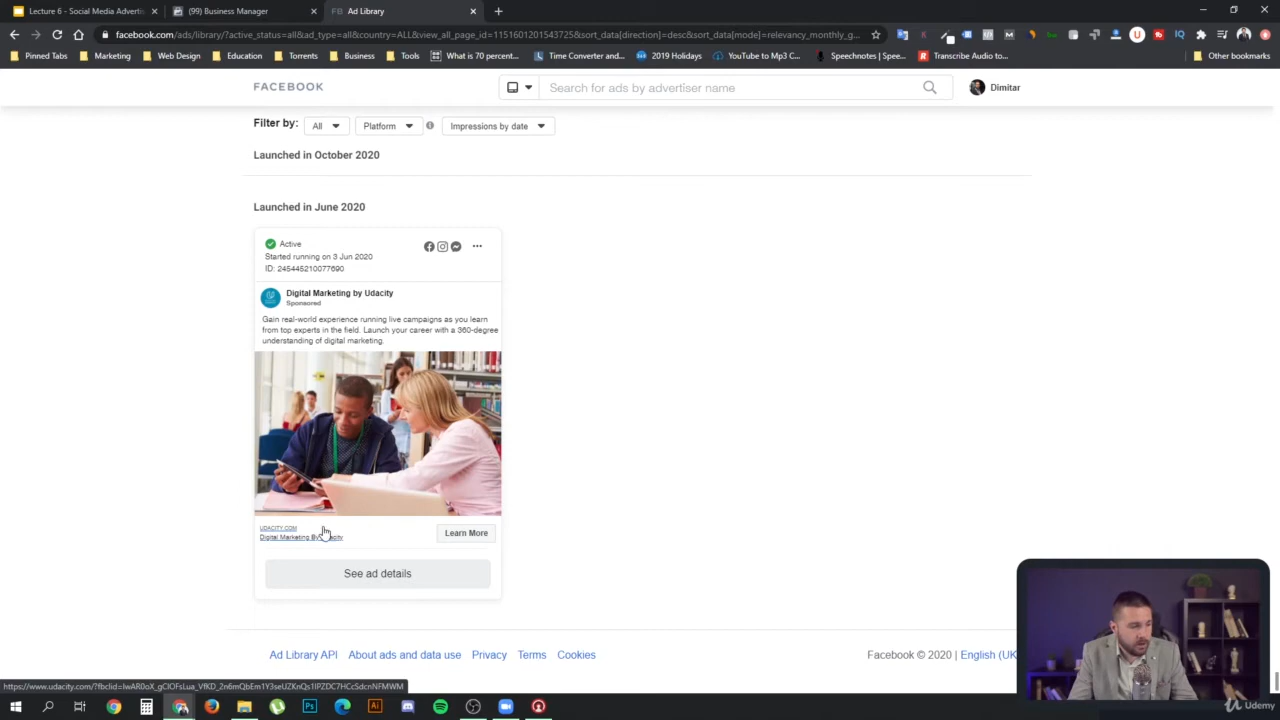 Lecture 6 - Social Media Adverti
(99) Business Manager
FB Ad Library
facebook.com/ads/library/?active_status=all&ad_type=all&country=ALL&view_all_page_id=1151601201543725&sort_data[direction]=desc&sort_data[mode]=relevancy_monthly_g...
Pinned Tabs
Marketing
Web Design
Education
Torrents
Business
Tools
What is 70 percent...
Time Converter and...
2019 Holidays
YouTube to Mp3 C...
Speechnotes | Spee...
Transcribe Audio to...
Other bookmarks
FACEBOOK
Search for ads by advertiser name
Dimitar
Filter by:
All
Platform
Impressions by date
Launched in October 2020
Launched in June 2020
Active
Started running on 3 Jun 2020
ID: 245445210077690
Digital Marketing by Udacity
Sponsored
Gain real-world experience running live campaigns as you learn
from top experts in the field. Launch your career with a 360-degree
understanding of digital marketing.
UDACITY.COM
Digital Marketing By
Learn More
See ad details
Ad Library API
About ads and data use
Privacy
Terms
Cookies
Facebook © 2020 | English (UK
Udemy